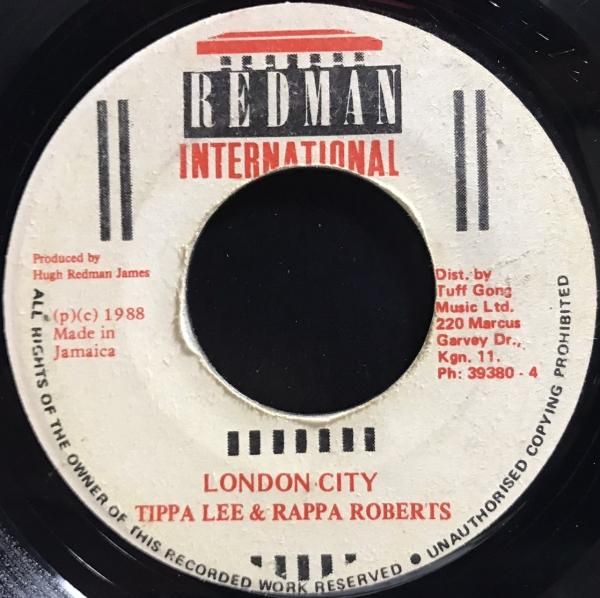 REDMAN
INTERNATIONAL
Produced by
Hugh Redman James
(p)(c) 1988
Made in
Jamaica
Dist. by
Tuff Gong
Music Ltd.
220 Marcus
Garvey Dr.,
Kgn. 11.
Ph: 39380 - 4
LONDON CITY
TIPPA LEE & RAPPA ROBERTS
ALL RIGHTS OF THE OWNER OF THIS RECORDED WORK RESERVED ● UNAUTHORISED COPYING PROHIBITED